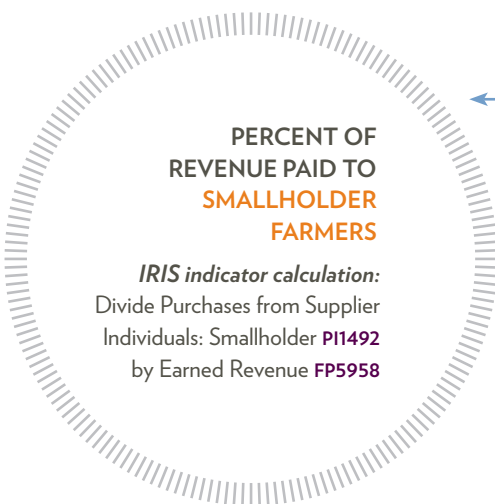 PERCENT OF
REVENUE PAID TO
SMALLHOLDER
FARMERS
IRIS indicator calculation:
Divide Purchases from Supplier
Individuals: Smallholder PI1492
by Earned Revenue FP5958